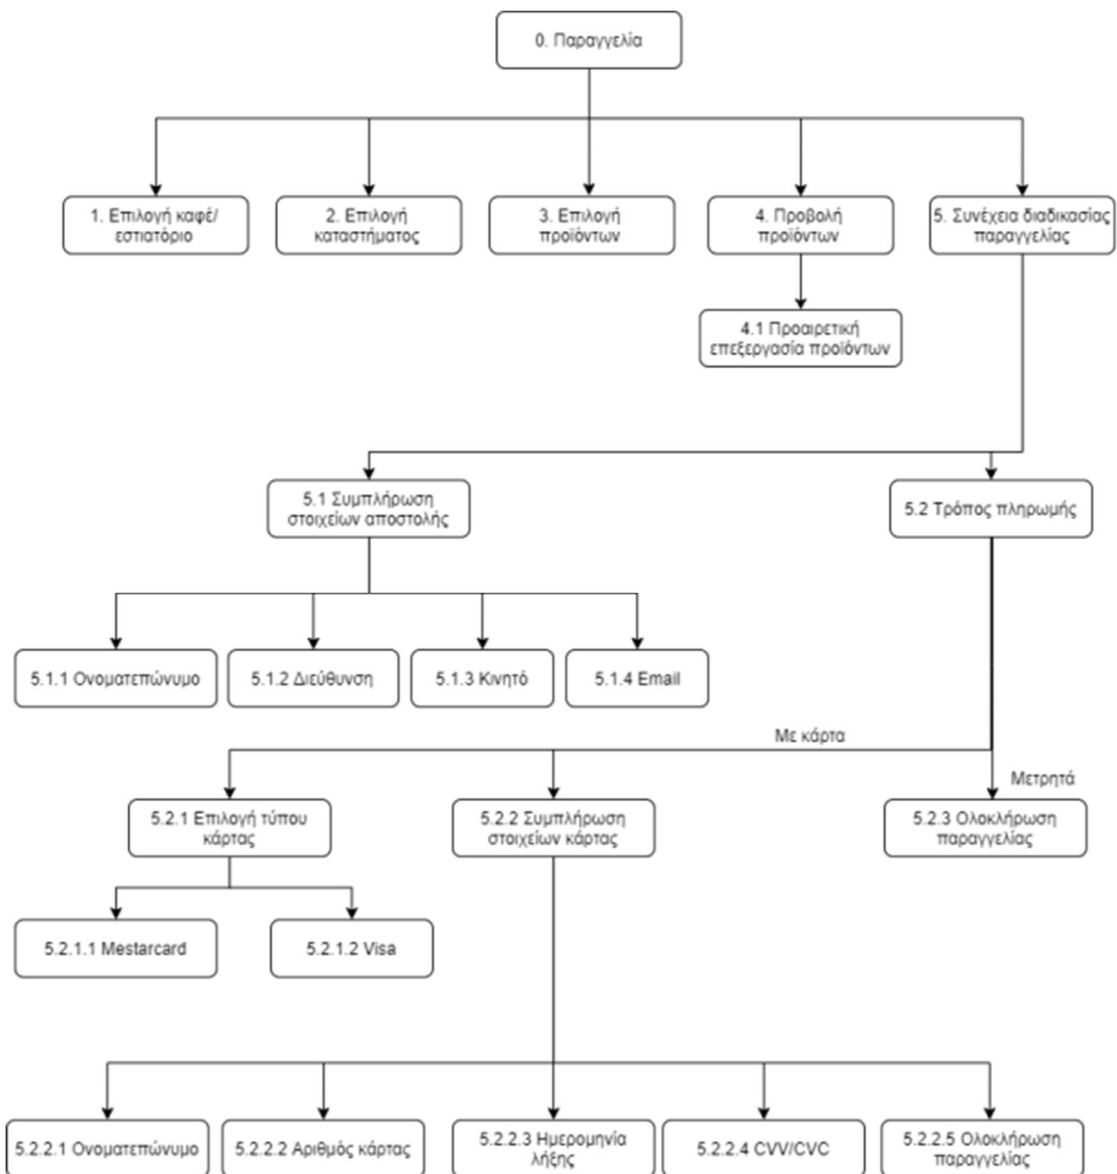 0. Παραγγελία
1. Επιλογή καφέ/
εστιατόριο
2. Επιλογή
καταστήματος
3. Επιλογή
προϊόντων
4. Προβολή
προϊόντων
5. Συνέχεια διαδικασίας
παραγγελίας
4.1 Προαιρετική
επεξεργασία προϊόντων
5.1 Συμπλήρωση
στοιχείων αποστολής
5.2 Τρόπος πληρωμής
5.1.1 Ονοματεπώνυμο
5.1.2 Διεύθυνση
5.1.3 Κινητό
5.1.4 Email
Με κάρτα
Μετρητά
5.2.1 Επιλογή τύπου
κάρτας
5.2.2 Συμπλήρωση
στοιχείων κάρτας
5.2.3 Ολοκλήρωση
παραγγελίας
5.2.1.1 Mestarcard
5.2.1.2 Visa
5.2.2.1 Ονοματεπώνυμο
5.2.2.2 Αριθμός κάρτας
5.2.2.3 Ημερομηνία
λήξης
5.2.2.4 CVV/CVC
5.2.2.5 Ολοκλήρωση
παραγγελίας